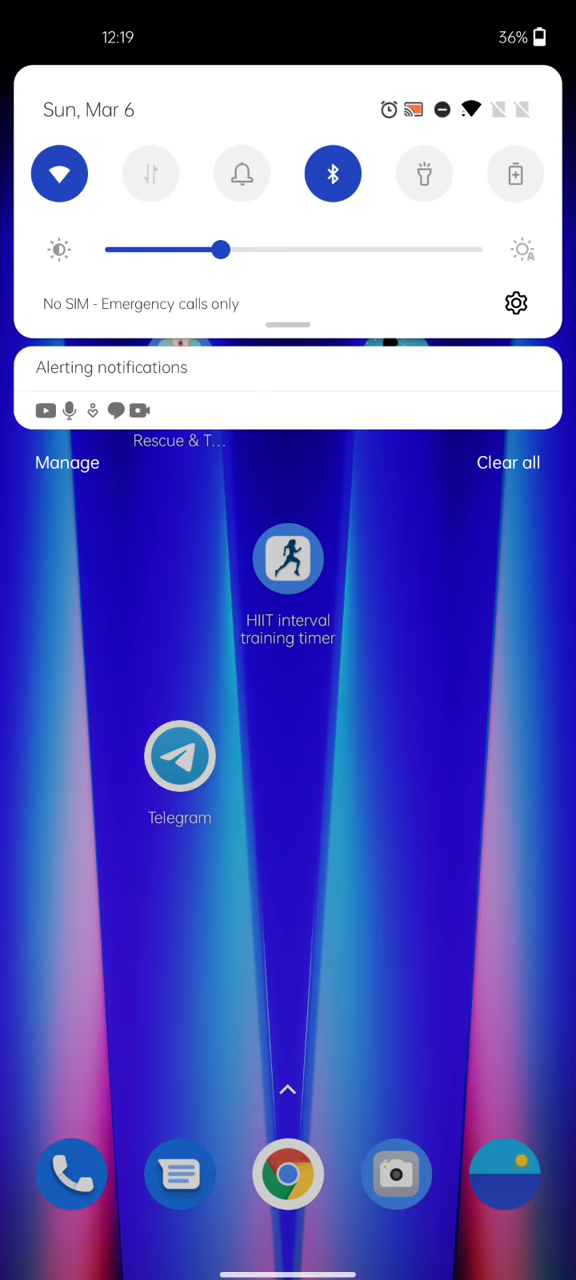 12:19
36%
Sun, Mar 6
No SIM - Emergency calls only
Alerting notifications
Rescue & T...
Manage
Clear all
HIIT interval
training timer
Telegram